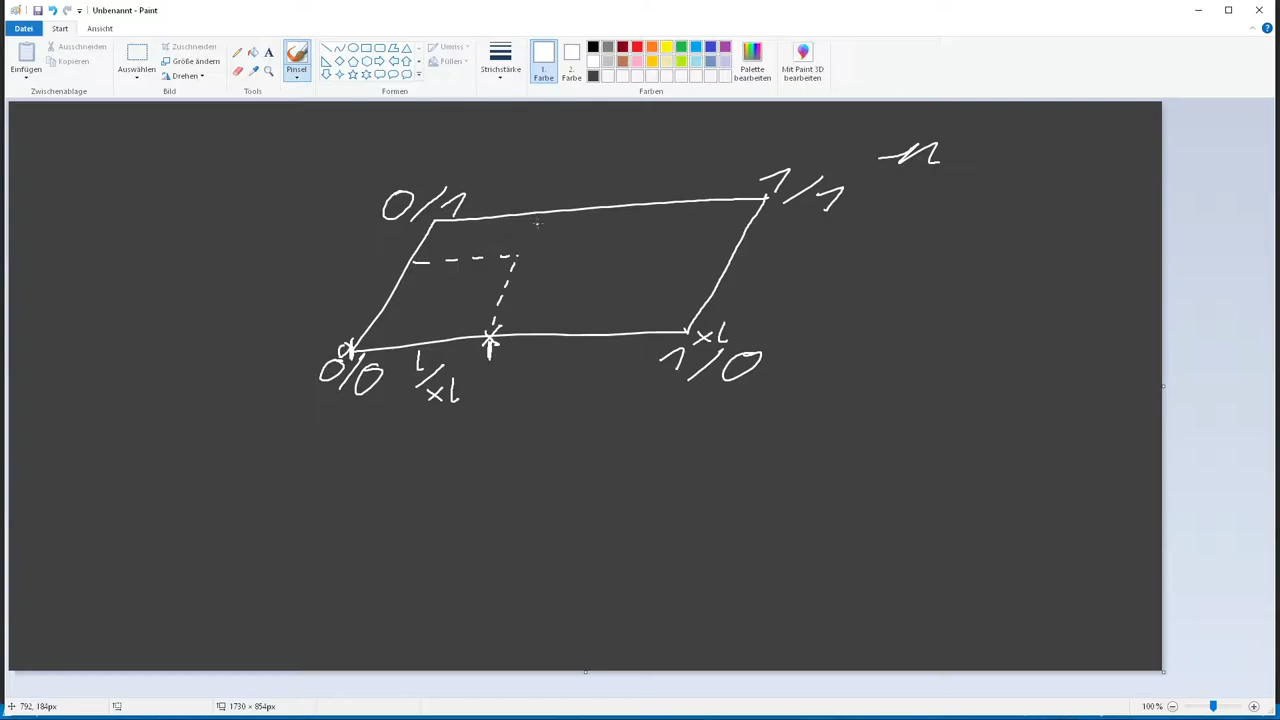 Unbenannt - Paint
Datei Start Ansicht
Einfügen
Ausschneiden
Kopieren
Zwischenablage
Auswählen
Zuschneiden
Größe ändern
Drehen
Bild
A
Tools
Pinsel
Formen
Umriss
Füllen
Strichstärke
1. Farbe
2. Farbe
Palette bearbeiten
Farben
Mit Paint 3D bearbeiten
0/1
1/1
0/0
l/xl
xl
1/0
792, 184px
1730 × 854px
100 %